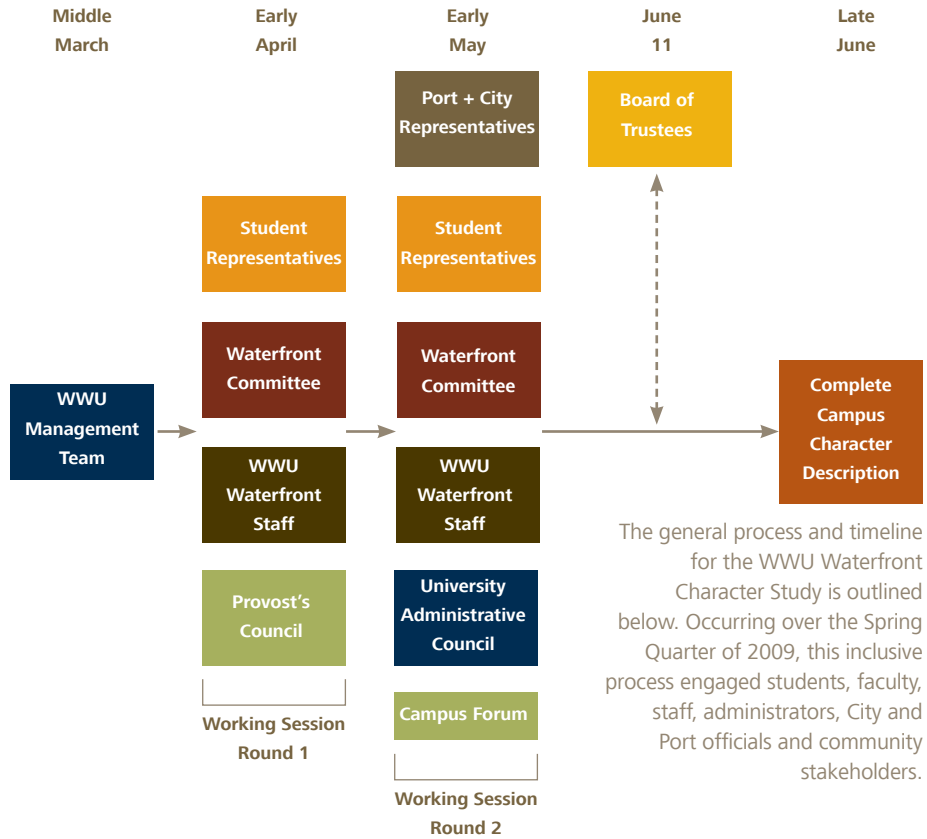 Middle
March
Early
April
Early
May
June
11
Late
June
Port + City
Representatives
Board of
Trustees
Student
Representatives
Student
Representatives
Waterfront
Committee
Waterfront
Committee
WWU
Management
Team
Complete
Campus
Character
Description
WWU
Waterfront
Staff
WWU
Waterfront
Staff
Provost's
Council
University
Administrative
Council
Campus Forum
Working Session
Round 1
Working Session
Round 2
The general process and timeline
for the WWU Waterfront
Character Study is outlined
below. Occurring over the Spring
Quarter of 2009, this inclusive
process engaged students, faculty,
staff, administrators, City and
Port officials and community
stakeholders.